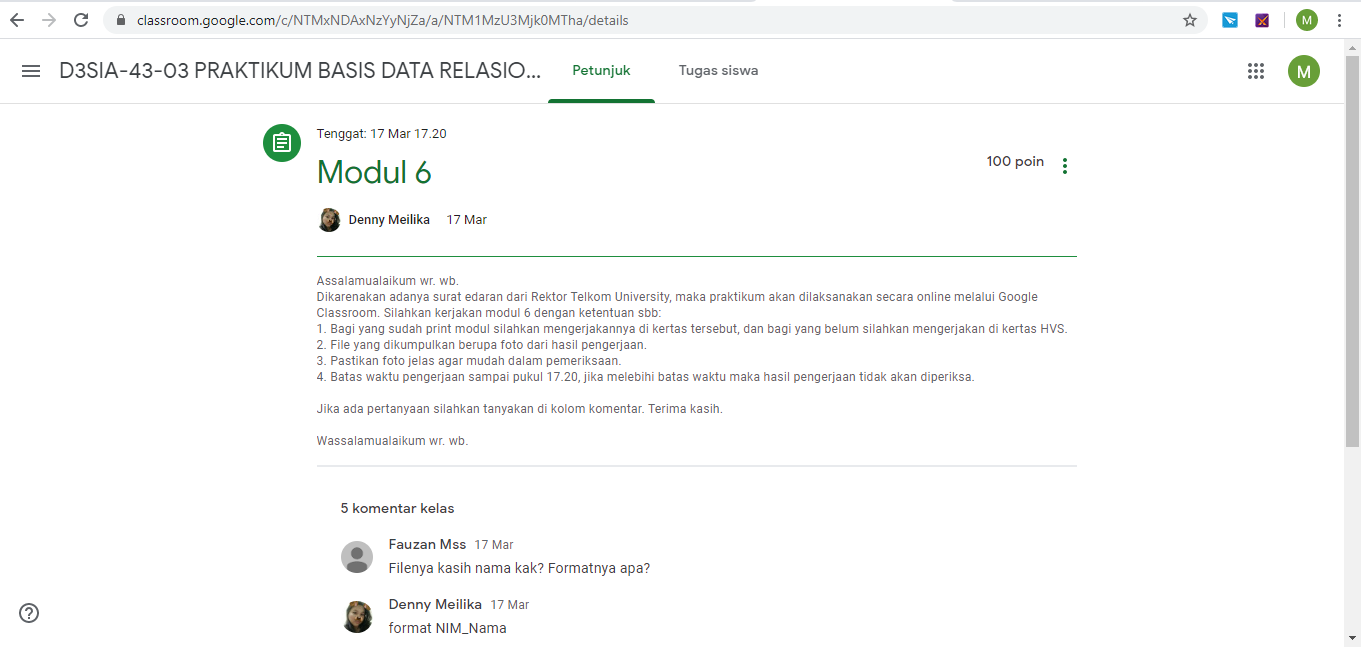 classroom.google.com/c/NTMxNDAxNzYyNjZa/a/NTM1MzU3Mjk0MTha/details
M
D3SIA-43-03 PRAKTIKUM BASIS DATA RELASIO...
Petunjuk
Tugas siswa
M
Tenggat: 17 Mar 17.20
Modul 6
100 poin
Denny Meilika 17 Mar
Assalamualaikum wr. wb.
Dikarenakan adanya surat edaran dari Rektor Telkom University, maka praktikum akan dilaksanakan secara online melalui Google
Classroom. Silahkan kerjakan modul 6 dengan ketentuan sbb:
1. Bagi yang sudah print modul silahkan mengerjakannya di kertas tersebut, dan bagi yang belum silahkan mengerjakan di kertas HVS.
2. File yang dikumpulkan berupa foto dari hasil pengerjaan.
3. Pastikan foto jelas agar mudah dalam pemeriksaan.
4. Batas waktu pengerjaan sampai pukul 17.20, jika melebihi batas waktu maka hasil pengerjaan tidak akan diperiksa.
Jika ada pertanyaan silahkan tanyakan di kolom komentar. Terima kasih.
Wassalamualaikum wr. wb.
5 komentar kelas
Fauzan Mss 17 Mar
Filenya kasih nama kak? Formatnya apa?
Denny Meilika 17 Mar
format NIM_Nama